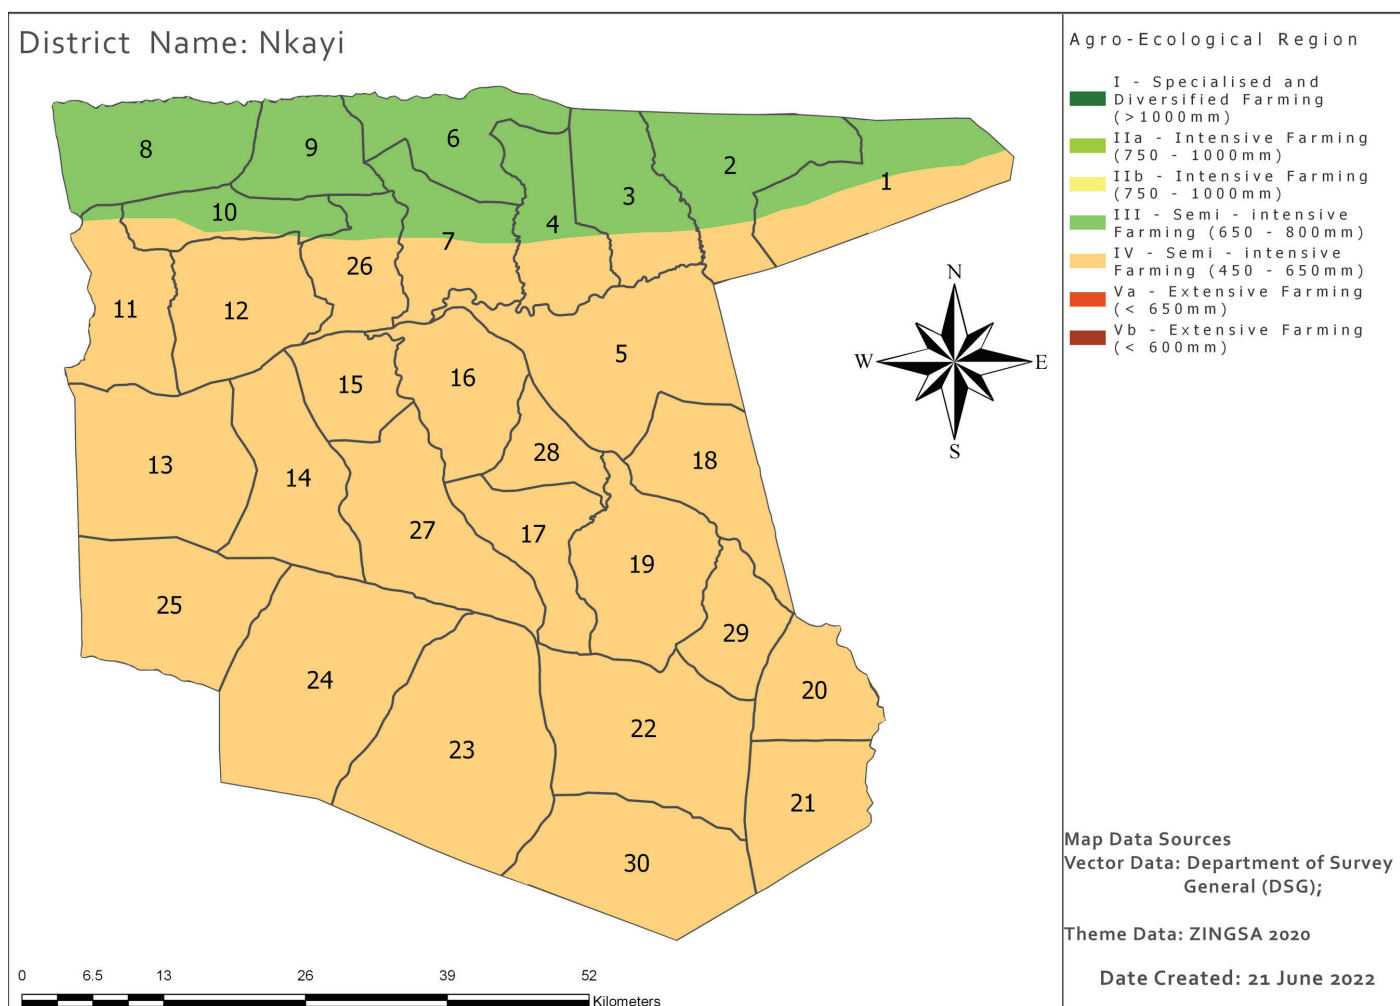 District Name: Nkayi
Agro-Ecological Region
I - Specialised and
Diversified Farming
(>1000mm)
IIa - Intensive Farming
(750 - 1000mm)
IIb - Intensive Farming
(750 - 1000mm)
III - Semi - intensive
Farming (650 - 800mm)
IV - Semi - intensive
Farming (450 - 650mm)
Va - Extensive Farming
(< 650mm)
Vb - Extensive Farming
(< 600mm)
8
9
6
2
1
3
10
4
7
26
11
12
5
15
16
28
18
13
14
27
17
19
25
29
24
20
22
23
21
30
N
W
E
S
Map Data Sources
Vector Data: Department of Survey
General (DSG);
Theme Data: ZINGSA 2020
Date Created: 21 June 2022
0 6.5 13 26 39 52
Kilometers